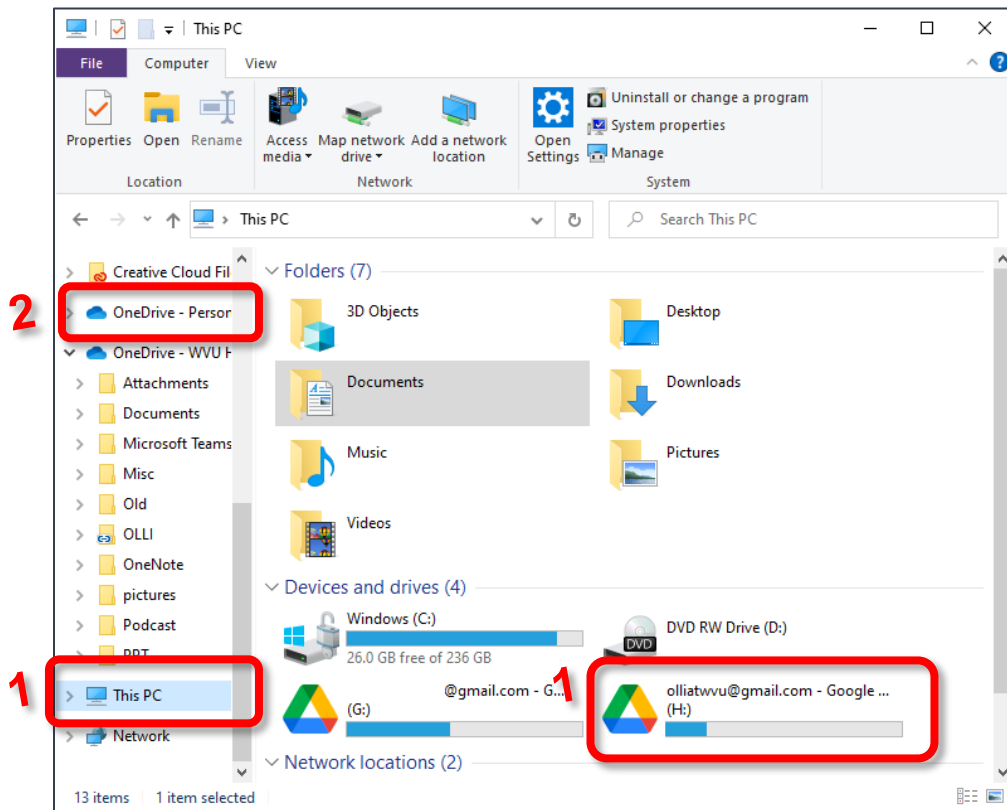 This PC
File Computer View
Properties Open Rename
Access media Map network drive Add a network location
Open Settings
Uninstall or change a program
System properties
Manage
Location Network System
This PC
Search This PC
Creative Cloud Fil
2
OneDrive - Person
OneDrive - WVU H
Attachments
Documents
Microsoft Teams
Misc
Old
OLLI
OneNote
pictures
Podcast
PPT
1
This PC
Network
Folders (7)
3D Objects
Desktop
Documents
Downloads
Music
Pictures
Videos
Devices and drives (4)
Windows (C:)
26.0 GB free of 236 GB
DVD
DVD RW Drive (D:)
@gmail.com - G...
(G:)
1
olliatwvu@gmail.com - Google ...
(H:)
Network locations (2)
13 items 1 item selected